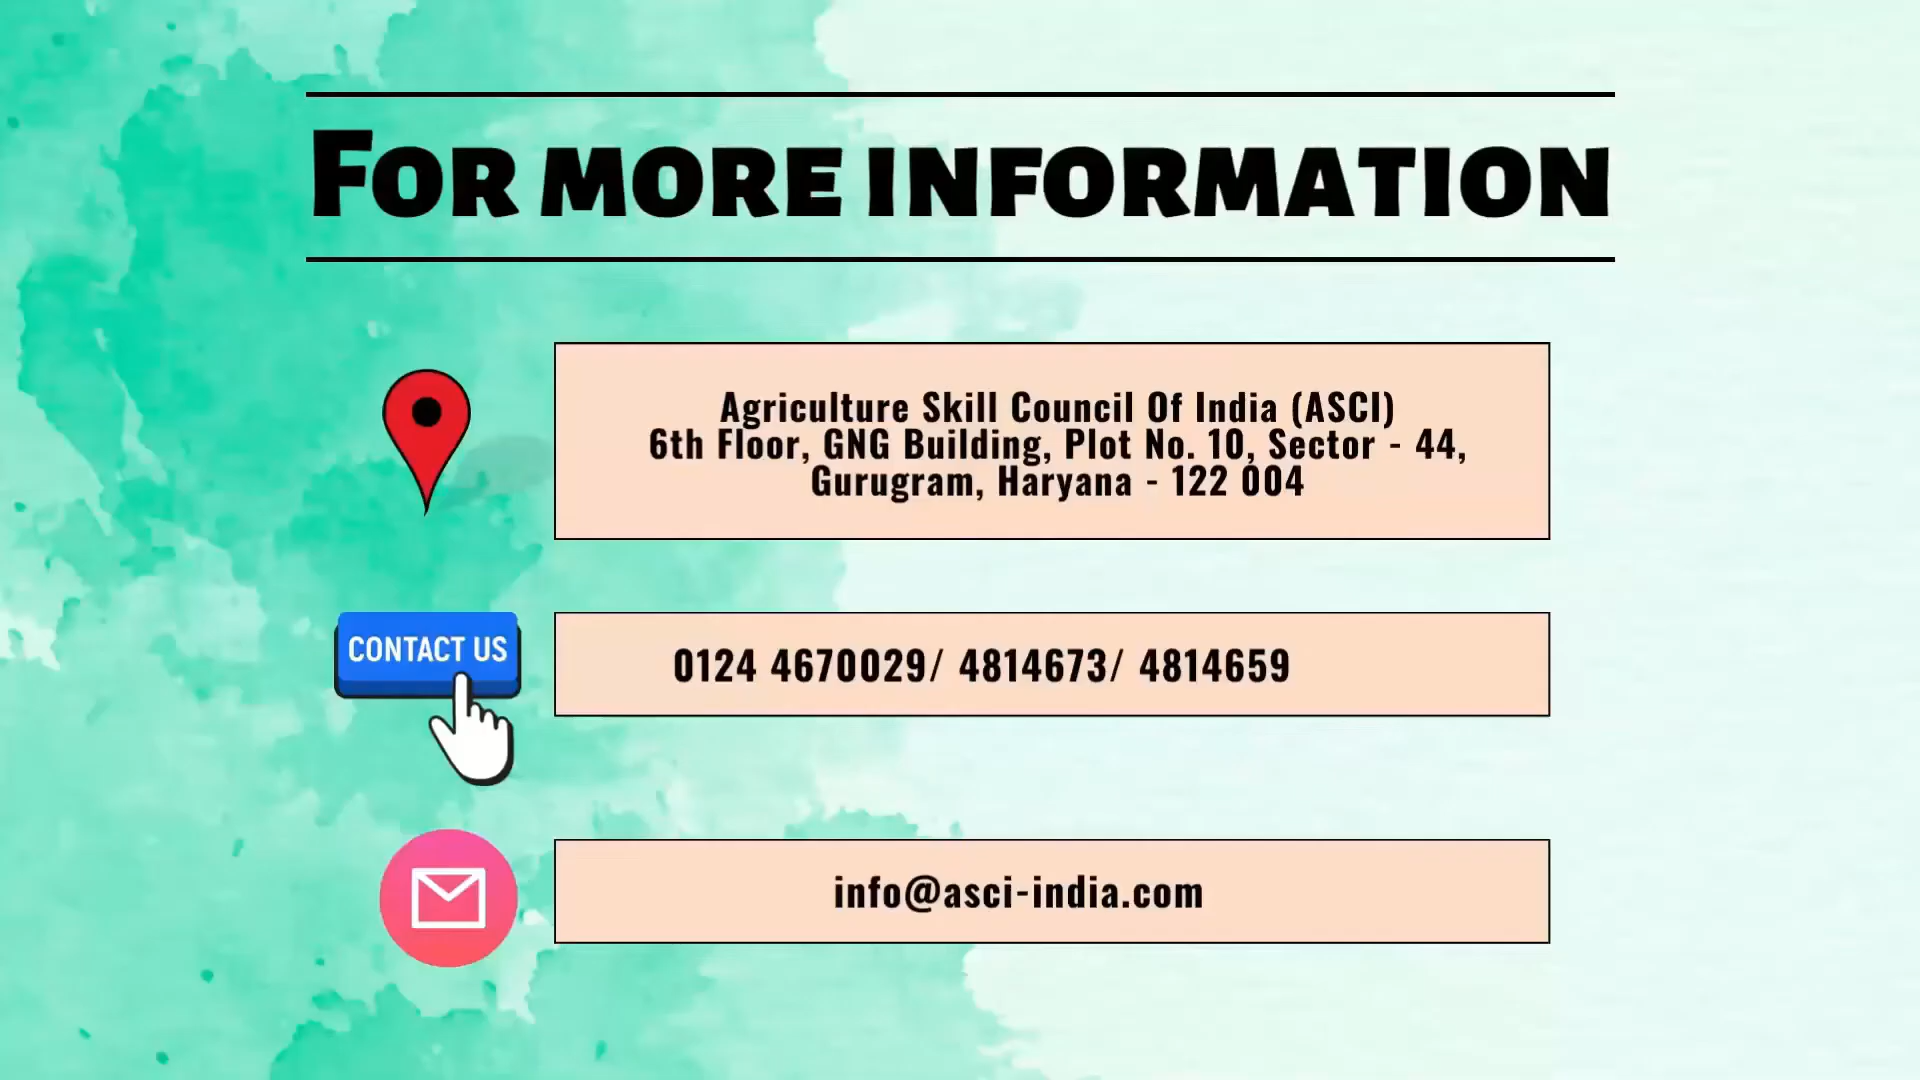 FOR MORE INFORMATION
Agriculture Skill Council Of India (ASCI)
6th Floor, GNG Building, Plot No. 10, Sector - 44,
Gurugram, Haryana - 122 004
CONTACT US
0124 4670029/ 4814673/ 4814659
info@asci-india.com